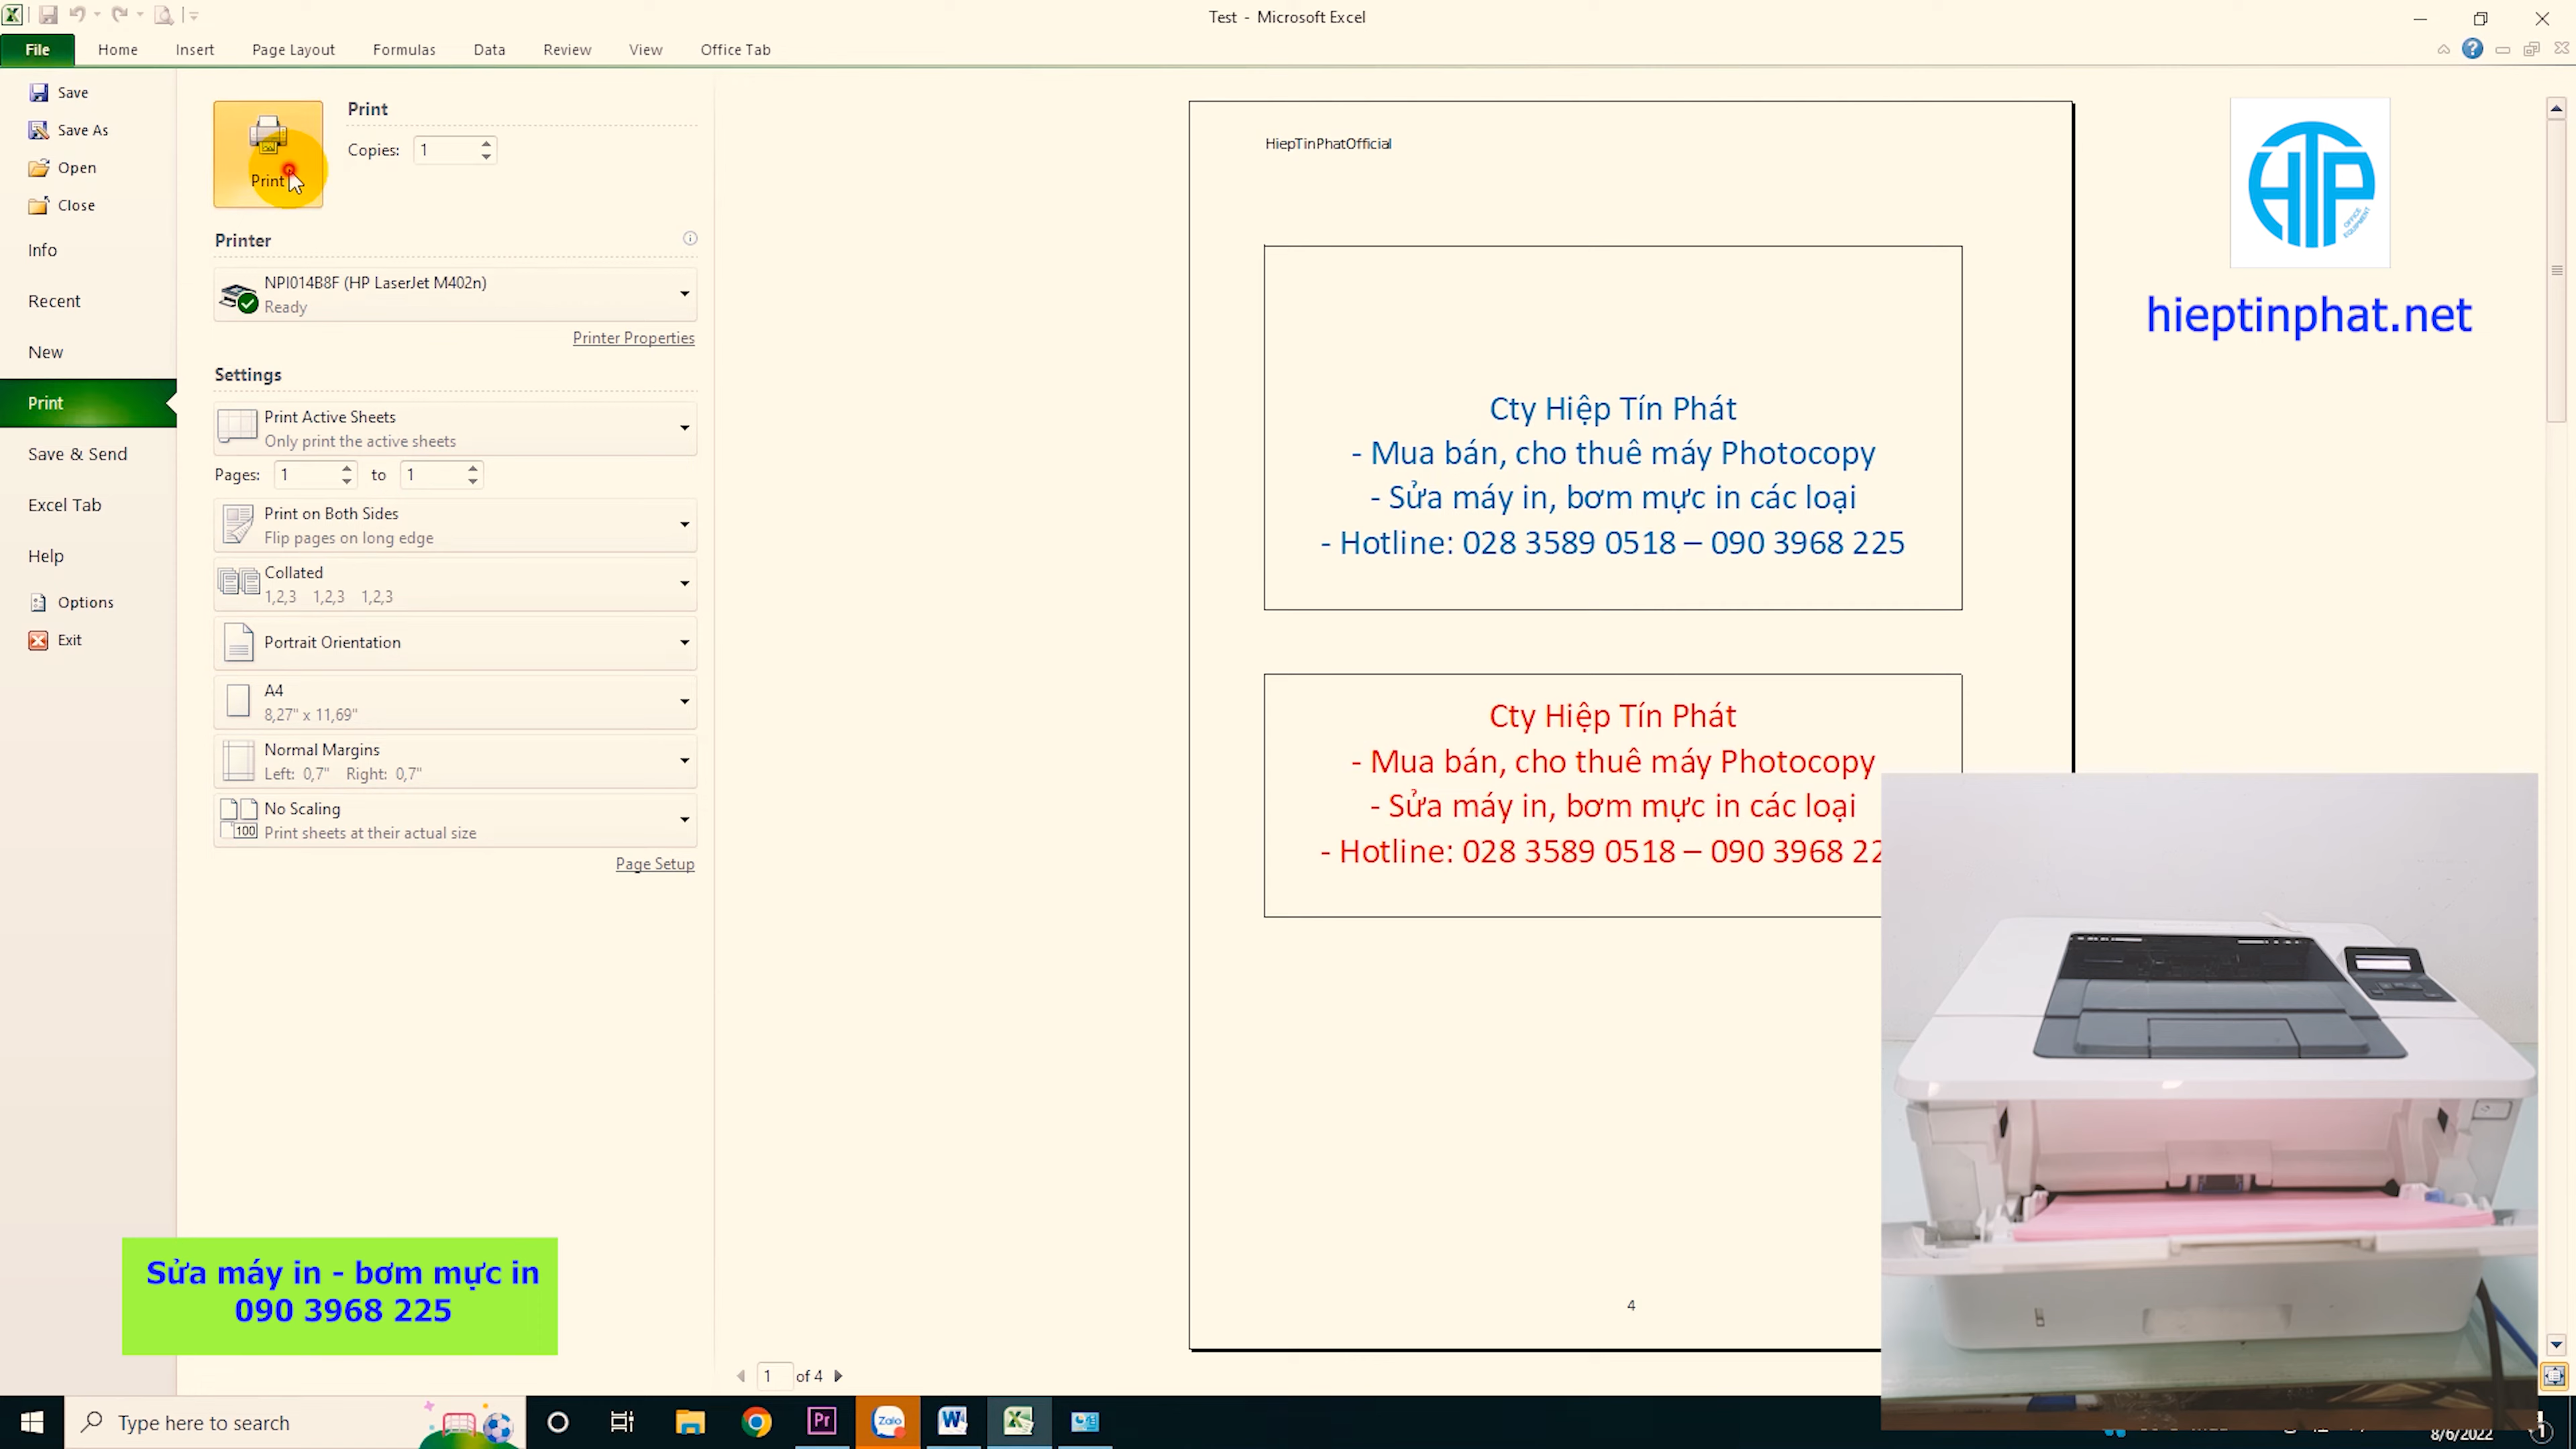 Test - Microsoft Excel
File Home Insert Page Layout Formulas Data Review View Office Tab
Save
Save As
Open
Close
Info
Recent
New
Print
Save & Send
Excel Tab
Help
Options
Exit
Print
Print
Copies: 1
Printer
NPI014B8F (HP LaserJet M402n)
Ready
Printer Properties
Settings
Print Active Sheets
Only print the active sheets
Pages: 1 to 1
Print on Both Sides
Flip pages on long edge
Collated
1,2,3 1,2,3 1,2,3
Portrait Orientation
A4
8,27" x 11,69"
Normal Margins
Left: 0,7" Right: 0,7"
No Scaling
100
Print sheets at their actual size
Page Setup
HiepTinPhatOfficial
Cty Hiệp Tín Phát
- Mua bán, cho thuê máy Photocopy
- Sửa máy in, bơm mực in các loại
- Hotline: 028 3589 0518 – 090 3968 225
Cty Hiệp Tín Phát
- Mua bán, cho thuê máy Photocopy
- Sửa máy in, bơm mực in các loại
- Hotline: 028 3589 0518 – 090 3968 22
4
1 of 4
HTP
OFFICE
EQUIPMENT
hieptinphat.net
Sửa máy in - bơm mực in
090 3968 225
Type here to search
Pr
Zalo
8/6/2022
1